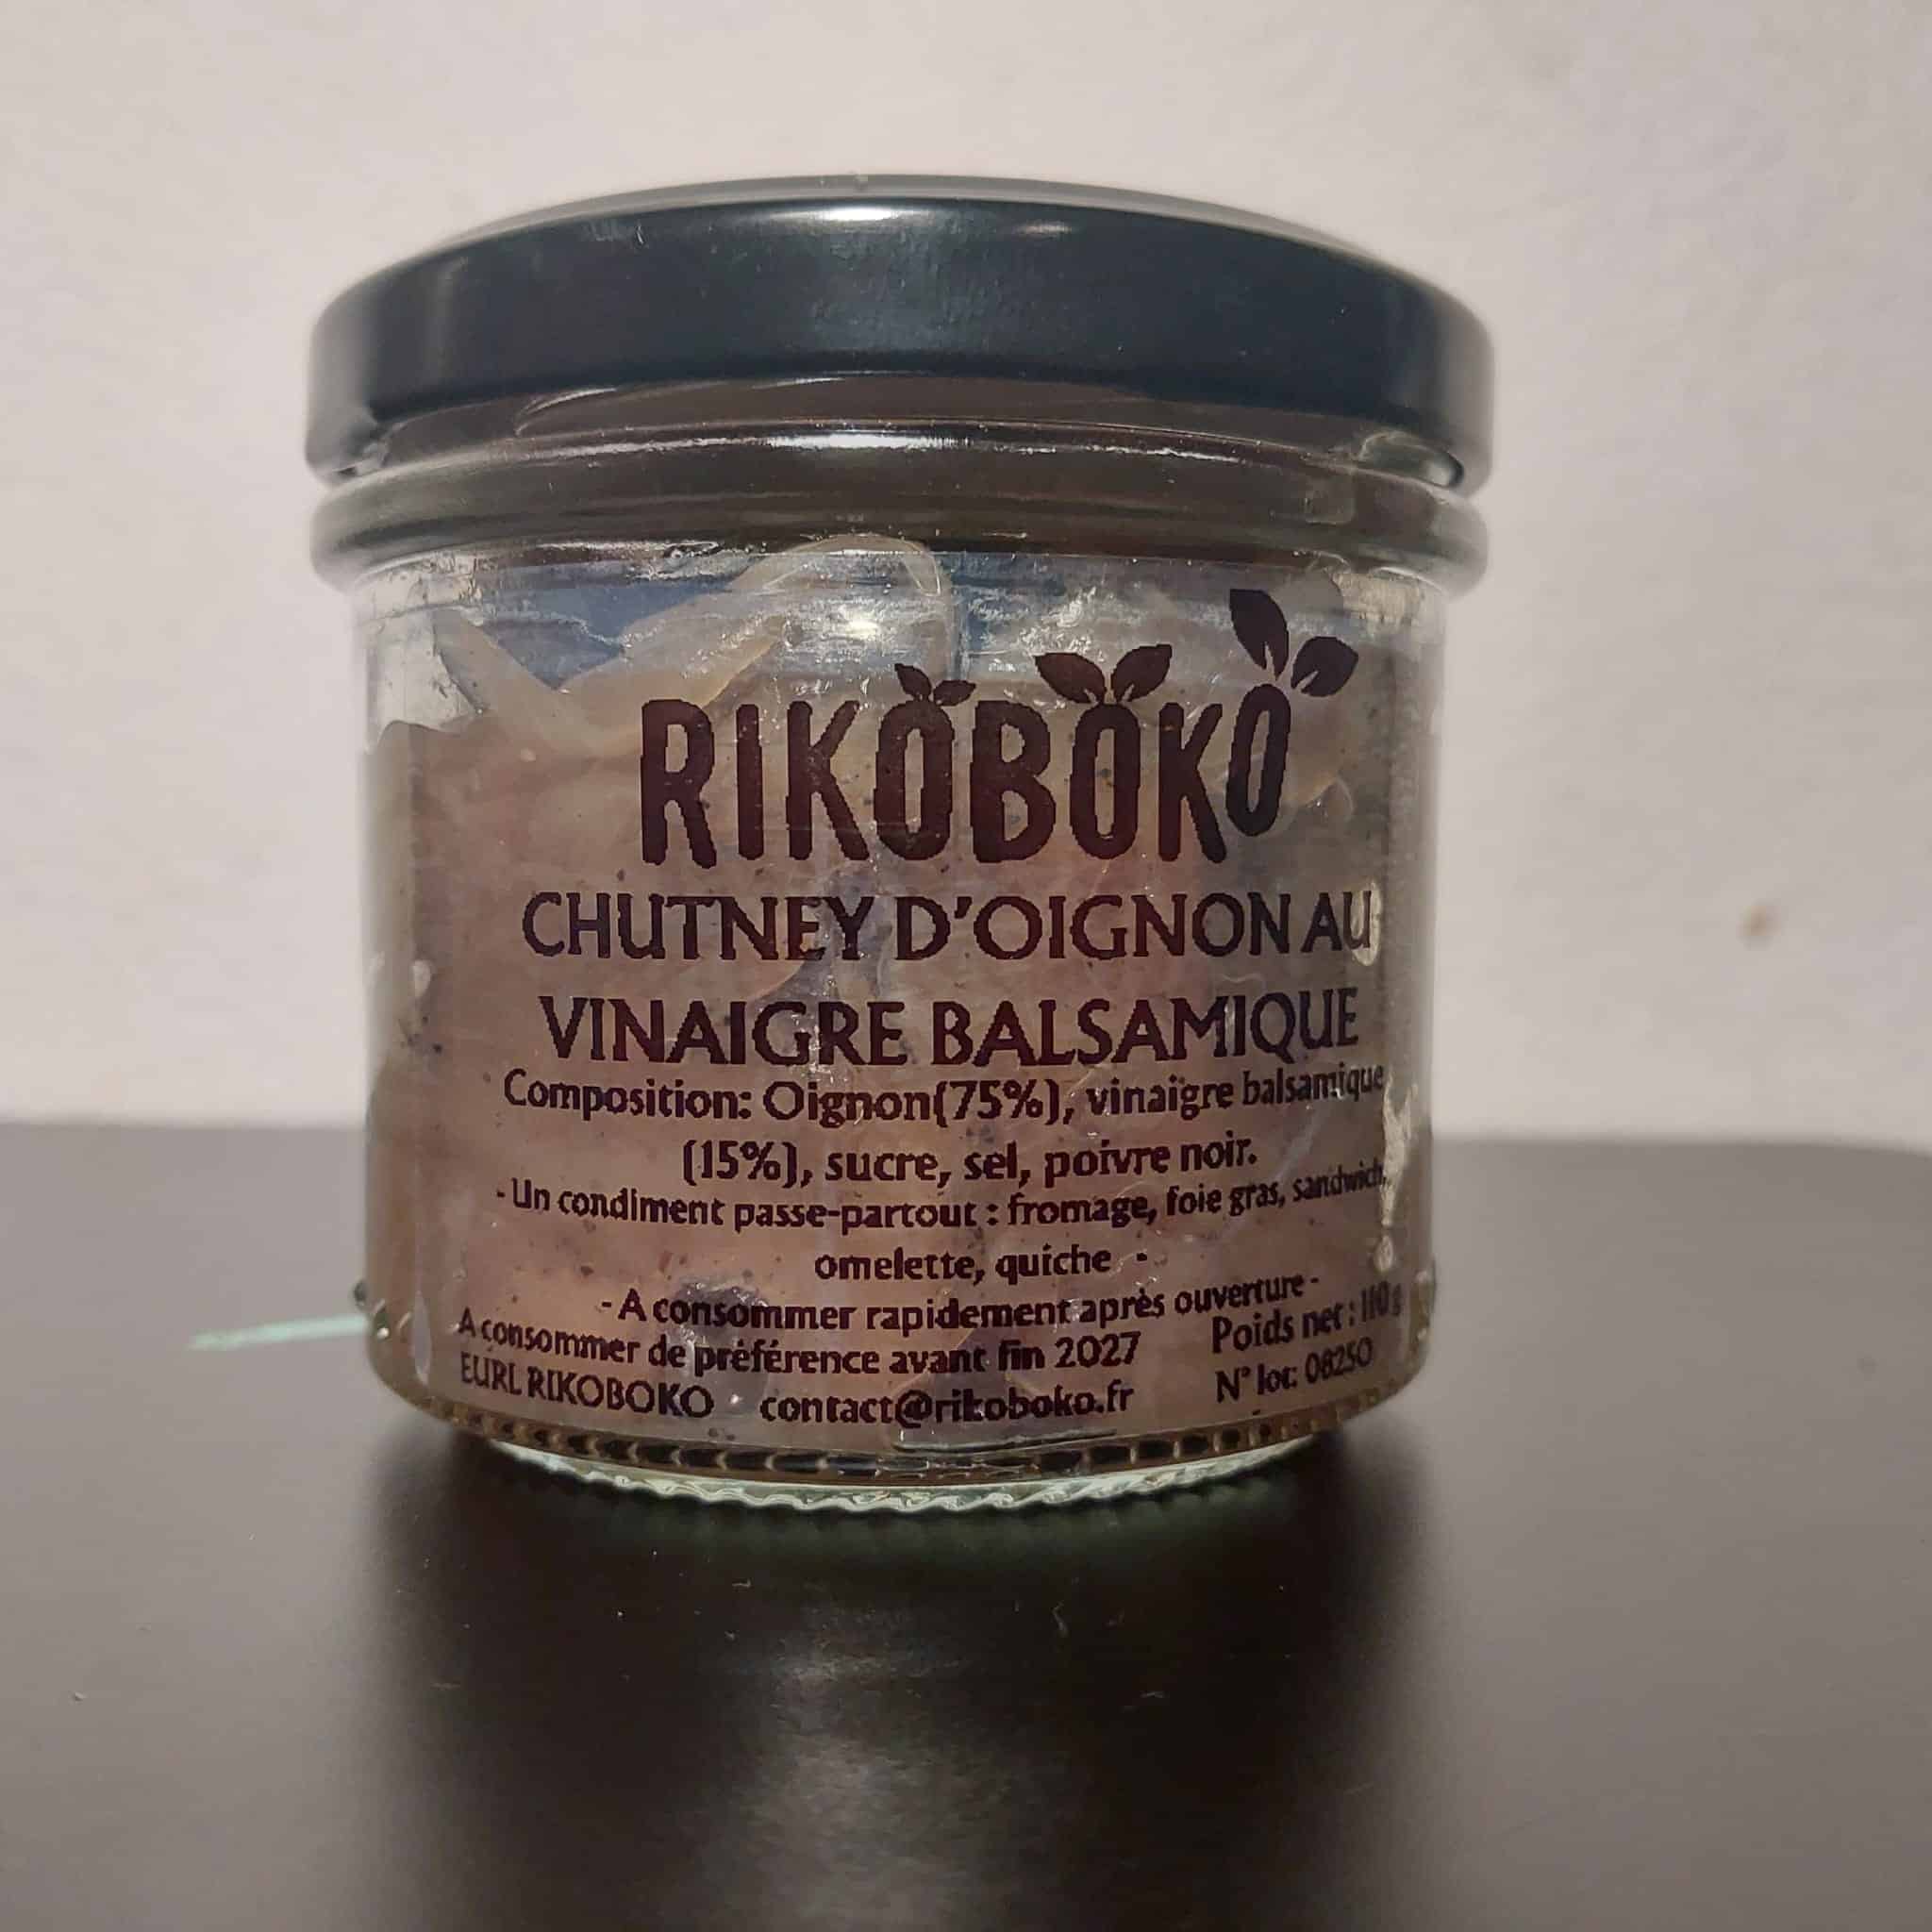 RIKOBOKO
CHUTNEY D'OIGNON AU
VINAIGRE BALSAMIQUE
Composition: Oignon(75%), vinaigre balsamique
(15%), sucre, sel, poivre noir.
- Un condiment passe-partout : fromage, foie gras, sandwich,
omelette, quiche -
- A consommer rapidement après ouverture -
A consommer de préférence avant fin 2027
Poids net : 110 g
EURL RIKOBOKO contact@rikoboko.fr
N° lot: 08250